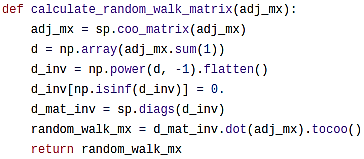 def calculate_random_walk_matrix(adj_mx):
    adj_mx = sp.coo_matrix(adj_mx)
    d = np.array(adj_mx.sum(1))
    d_inv = np.power(d, -1).flatten()
    d_inv[np.isinf(d_inv)] = 0.
    d_mat_inv = sp.diags(d_inv)
    random_walk_mx = d_mat_inv.dot(adj_mx).tocoo()
    return random_walk_mx